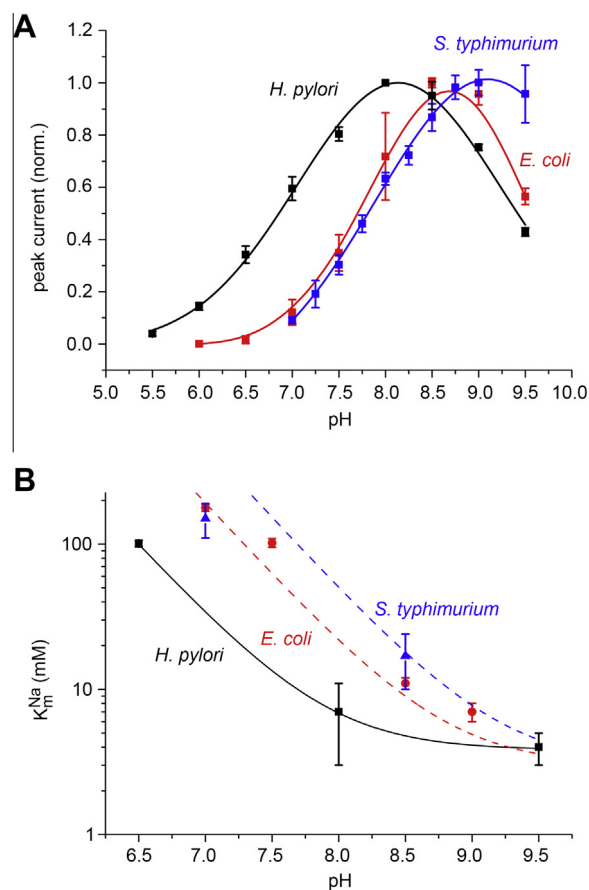 A
1.2
1.0
0.8
0.6
0.4
0.2
0.0
peak current (norm.)
H. pylori
S. typhimurium
E. coli
5.0 5.5 6.0 6.5 7.0 7.5 8.0 8.5 9.0 9.5 10.0
pH
B
100
10
1
K_m^Na (mM)
S. typhimurium
E. coli
H. pylori
6.5 7.0 7.5 8.0 8.5 9.0 9.5
pH